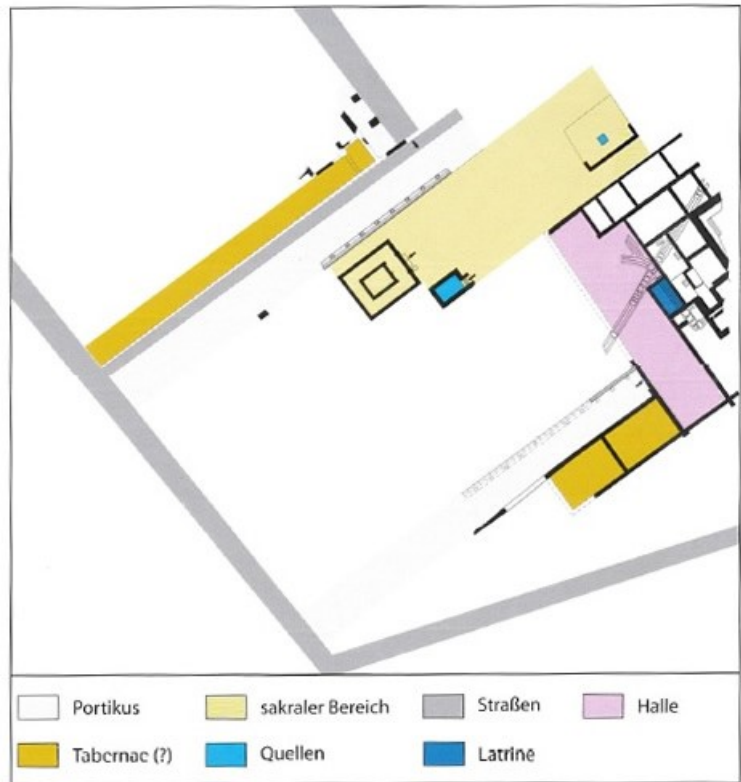 Portikus sakraler Bereich Straßen Halle
Tabernae (?) Quellen Latrine